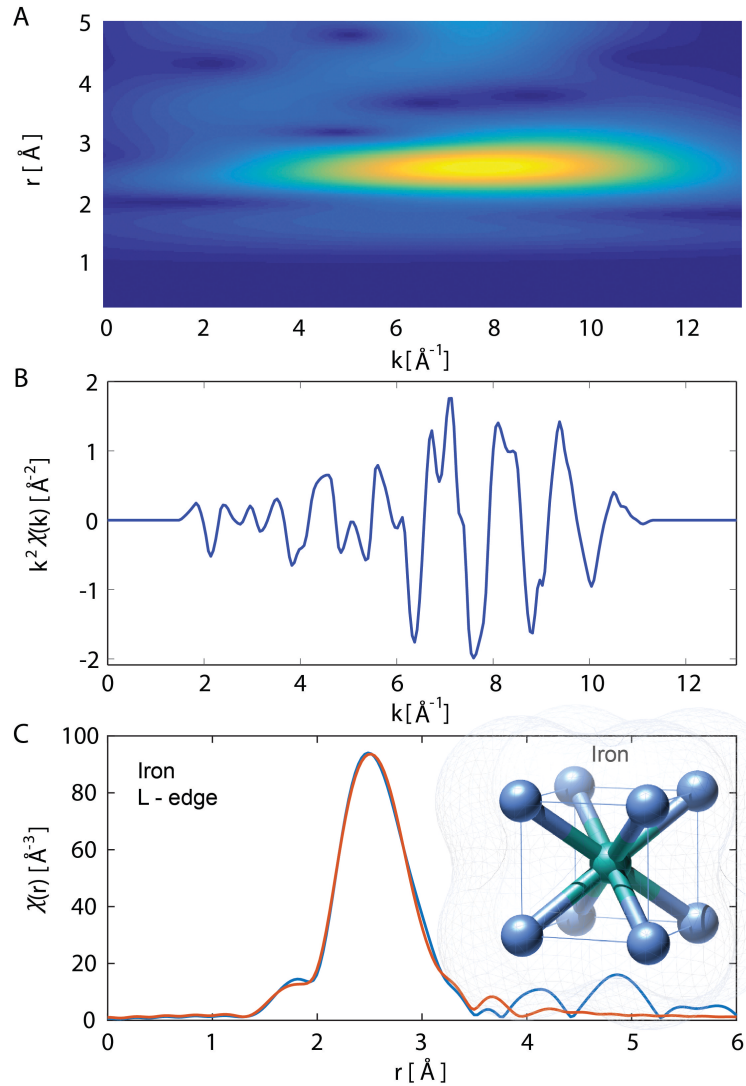 A
5
4
3
2
1
r [ Å ]
0 2 4 6 8 10 12
k [ Å⁻¹]
B
2
1
0
-1
-2
k² χ(k) [Å⁻²]
0 2 4 6 8 10 12
k [ Å⁻¹]
C
100
80
60
40
20
0
χ(r) [Å⁻³]
Iron
L - edge
Iron
0 1 2 3 4 5 6
r [ Å ]